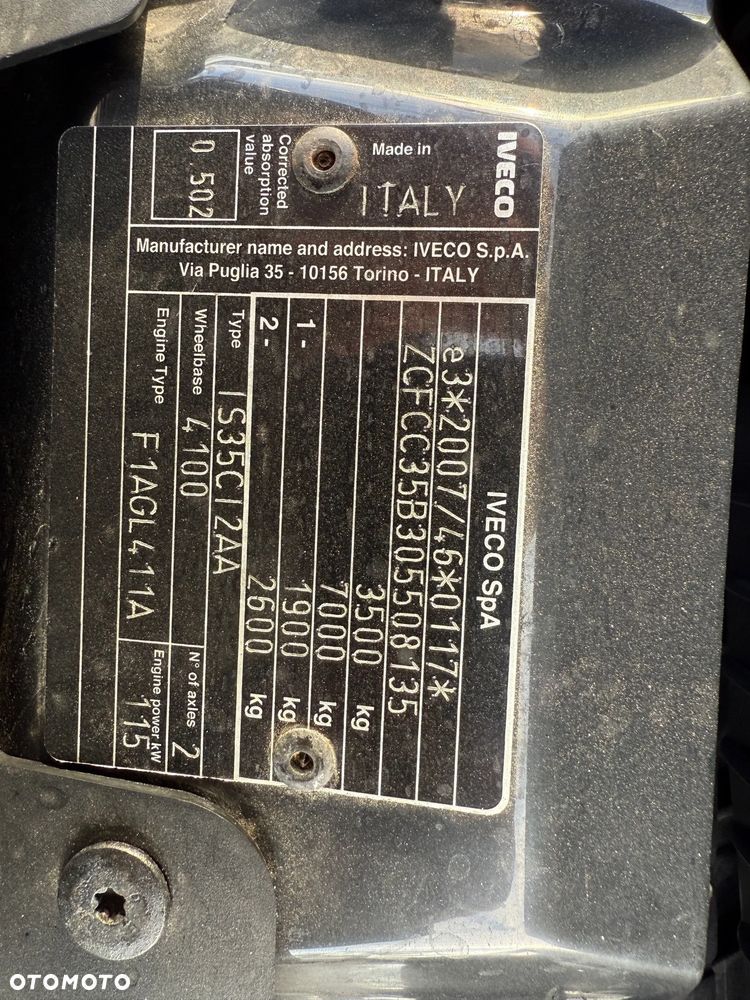 IVECO
Made in
ITALY
Corrected
absorption
value
0.502
Manufacturer name and address: IVECO S.p.A.
Via Puglia 35 - 10156 Torino - ITALY
IVECO SpA
e3*2007/46*0117*
ZCFCC35B305508135
3500 kg
7000 kg
1- 1900 kg
2- 2600 kg
Type IS35CI2AA
Wheelbase 4100
N° of axles 2
Engine Type F1AGL411A
Engine power kW 115
OTOMOTO